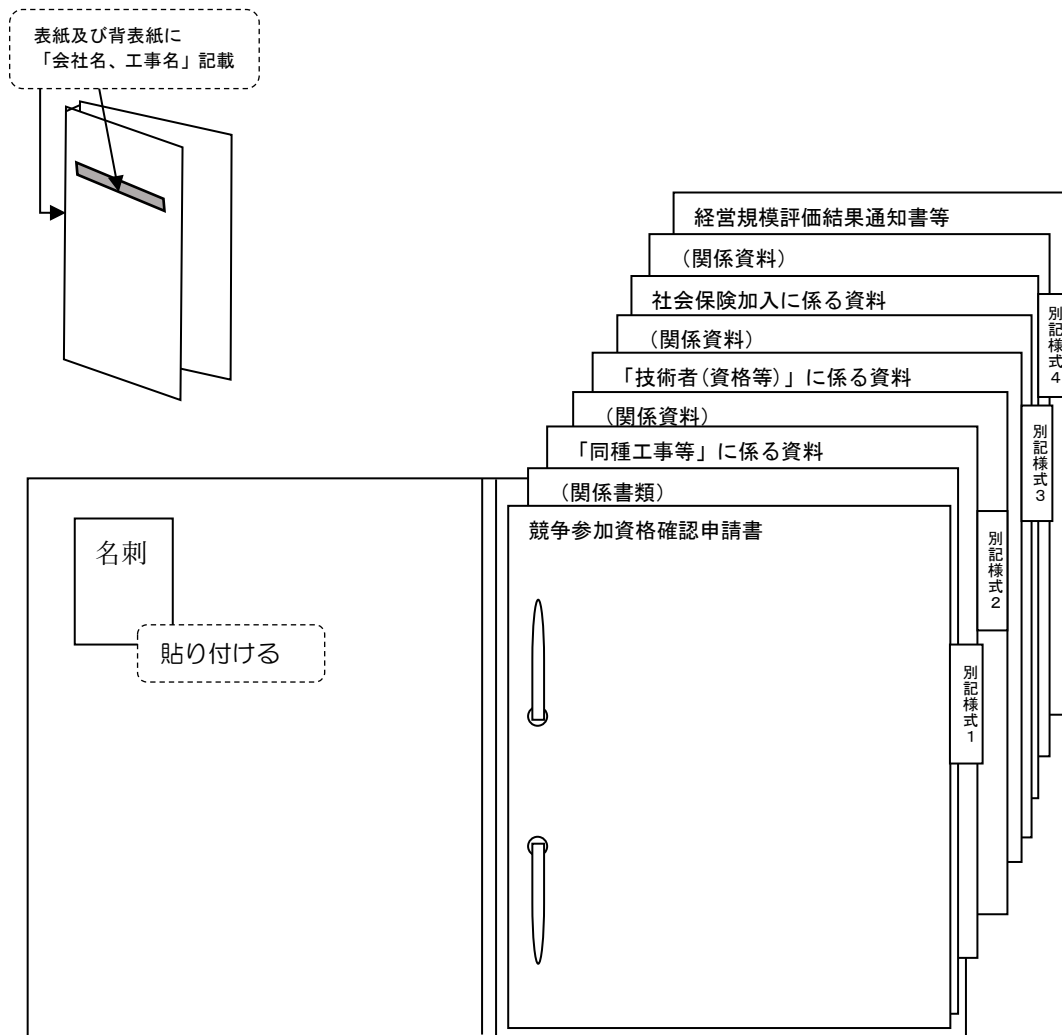 表紙及び背表紙に
「会社名、工事名」記載
経営規模評価結果通知書等
（関係資料）
社会保険加入に係る資料
（関係資料）
「技術者(資格等)」に係る資料
（関係資料）
「同種工事等」に係る資料
（関係書類）
競争参加資格確認申請書
名刺
貼り付ける
別記様式４
別記様式３
別記様式２
別記様式１